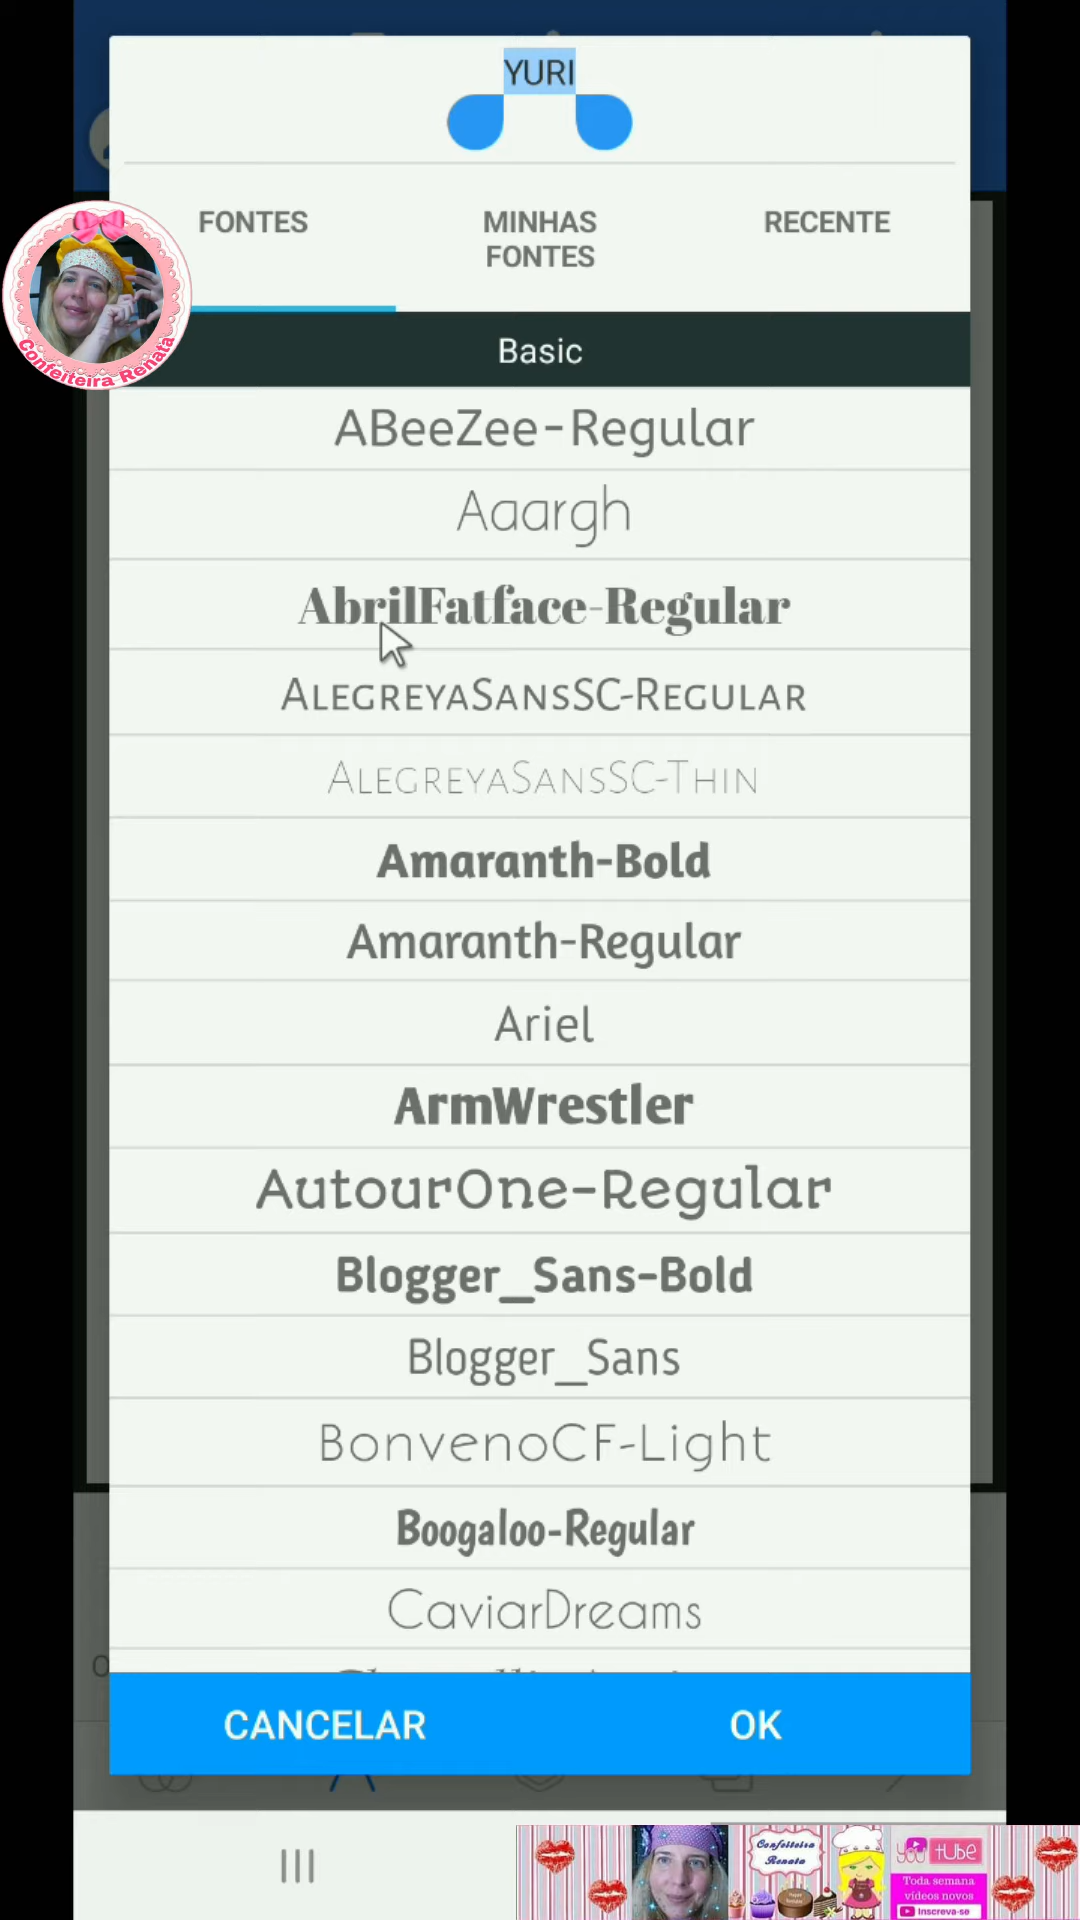 YURI
FONTES
MINHAS
FONTES
RECENTE
Confeiteira Renata
Basic
ABeeZee-Regular
Aaargh
AbrilFatface-Regular
AlegreyaSansSC-Regular
AlegreyaSansSC-Thin
Amaranth-Bold
Amaranth-Regular
Ariel
ArmWrestler
AutourOne-Regular
Blogger_Sans-Bold
Blogger_Sans
BonvenoCF-Light
Boogaloo-Regular
CaviarDreams
CANCELAR
OK
Confeiteira
Renata
YOU tube
Toda semana
vídeos novos
Inscreva-se